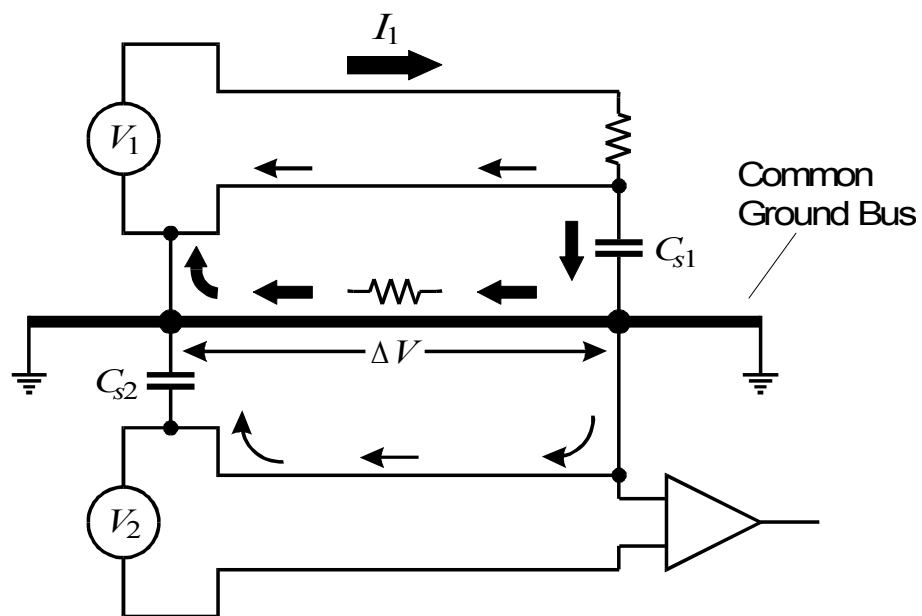 I1
V1
Common
Ground Bus
Cs1
ΔV
Cs2
V2